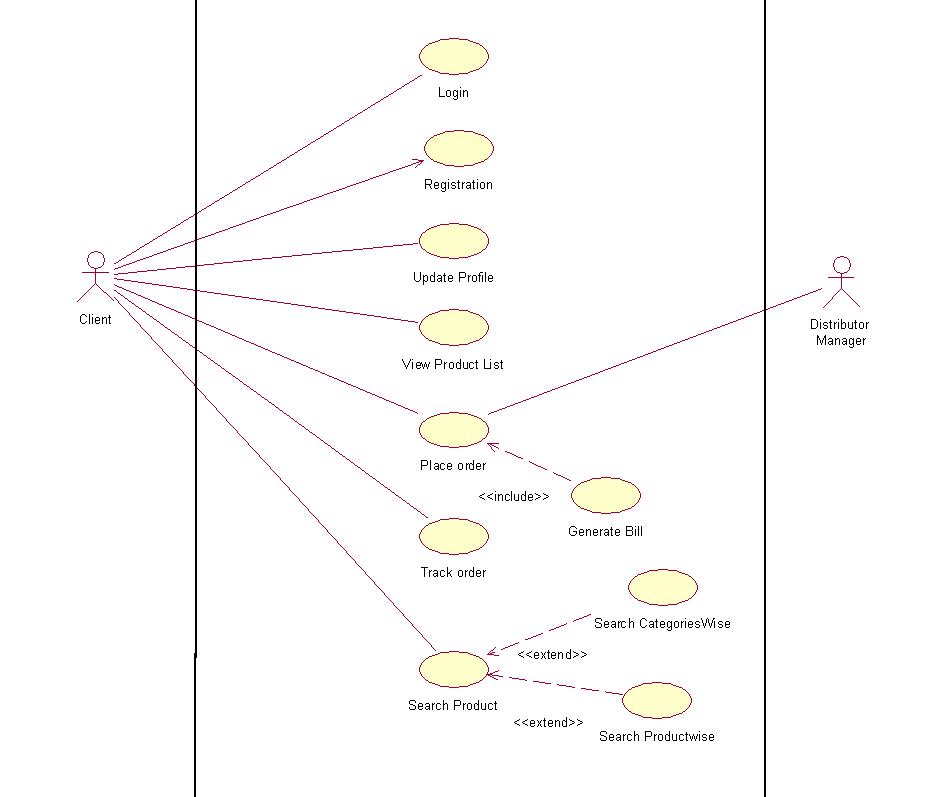 Login
Registration
Update Profile
Client
Distributor
Manager
View Product List
Place order
<<include>>
Generate Bill
Track order
Search CategoriesWise
<<extend>>
Search Product
<<extend>>
Search Productwise